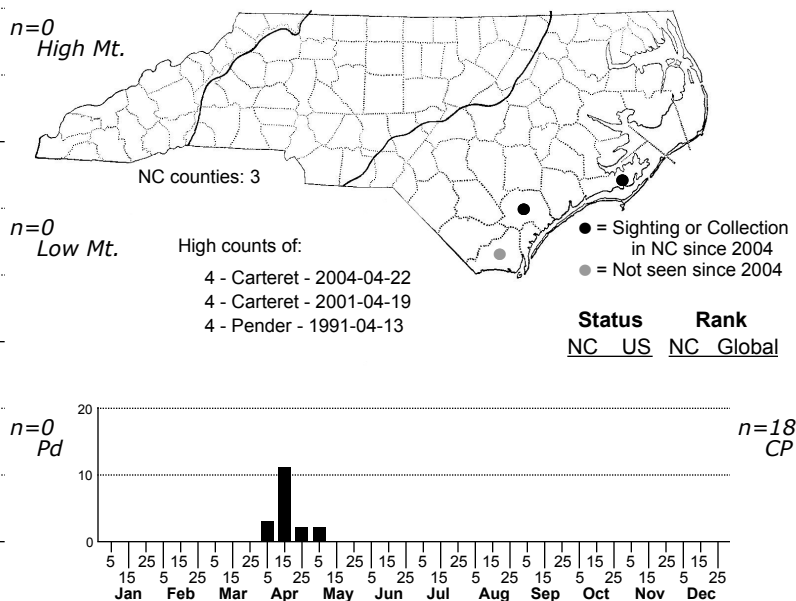 n=0
High Mt.
NC counties: 3
n=0
Low Mt.
High counts of:
4 - Carteret - 2004-04-22
4 - Carteret - 2001-04-19
4 - Pender - 1991-04-13
● = Sighting or Collection
in NC since 2004
● = Not seen since 2004
Status Rank
NC US NC Global
n=0
Pd
n=18
CP
20
10
0
5 25 15 5 25 15 5 25 15 5 25 15 5 25 15 5 25 15
15 5 25 15 5 25 15 5 25 15 5 25 15 5 25 15 5 25
Jan Feb Mar Apr May Jun Jul Aug Sep Oct Nov Dec